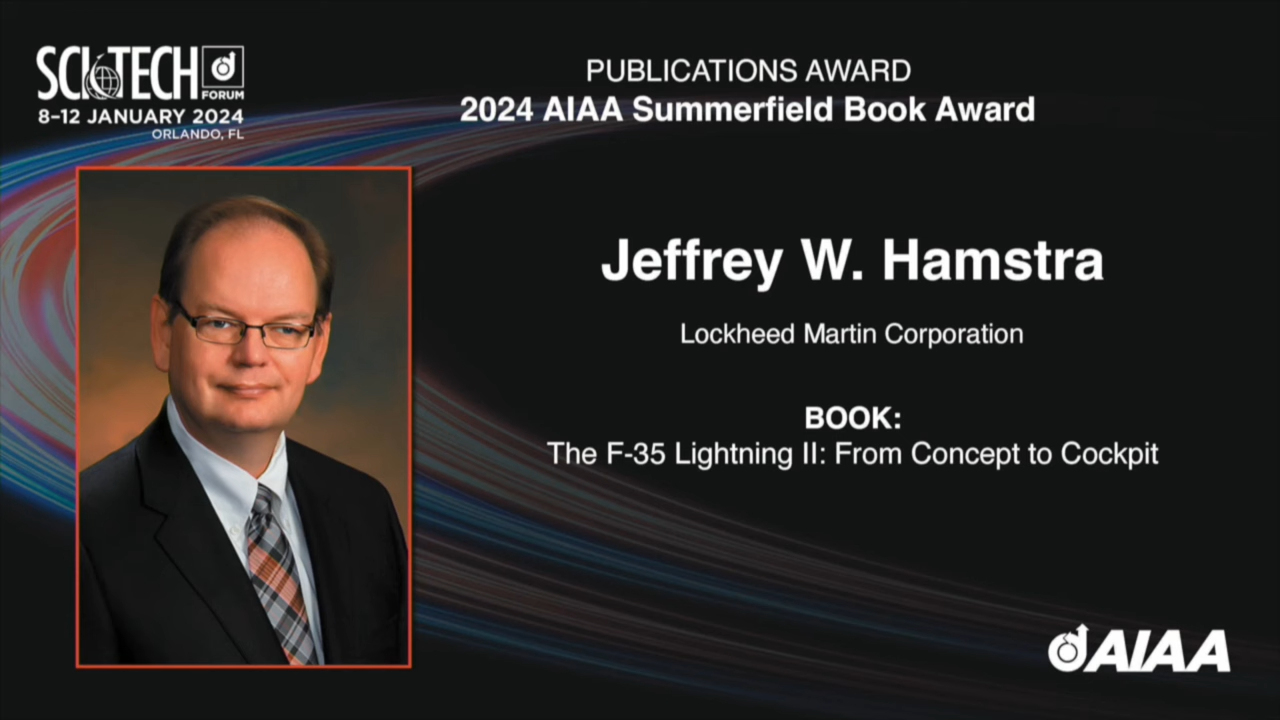 SCITECH
FORUM
8–12 JANUARY 2024
ORLANDO, FL
PUBLICATIONS AWARD
2024 AIAA Summerfield Book Award
Jeffrey W. Hamstra
Lockheed Martin Corporation
BOOK:
The F-35 Lightning II: From Concept to Cockpit
AIAA